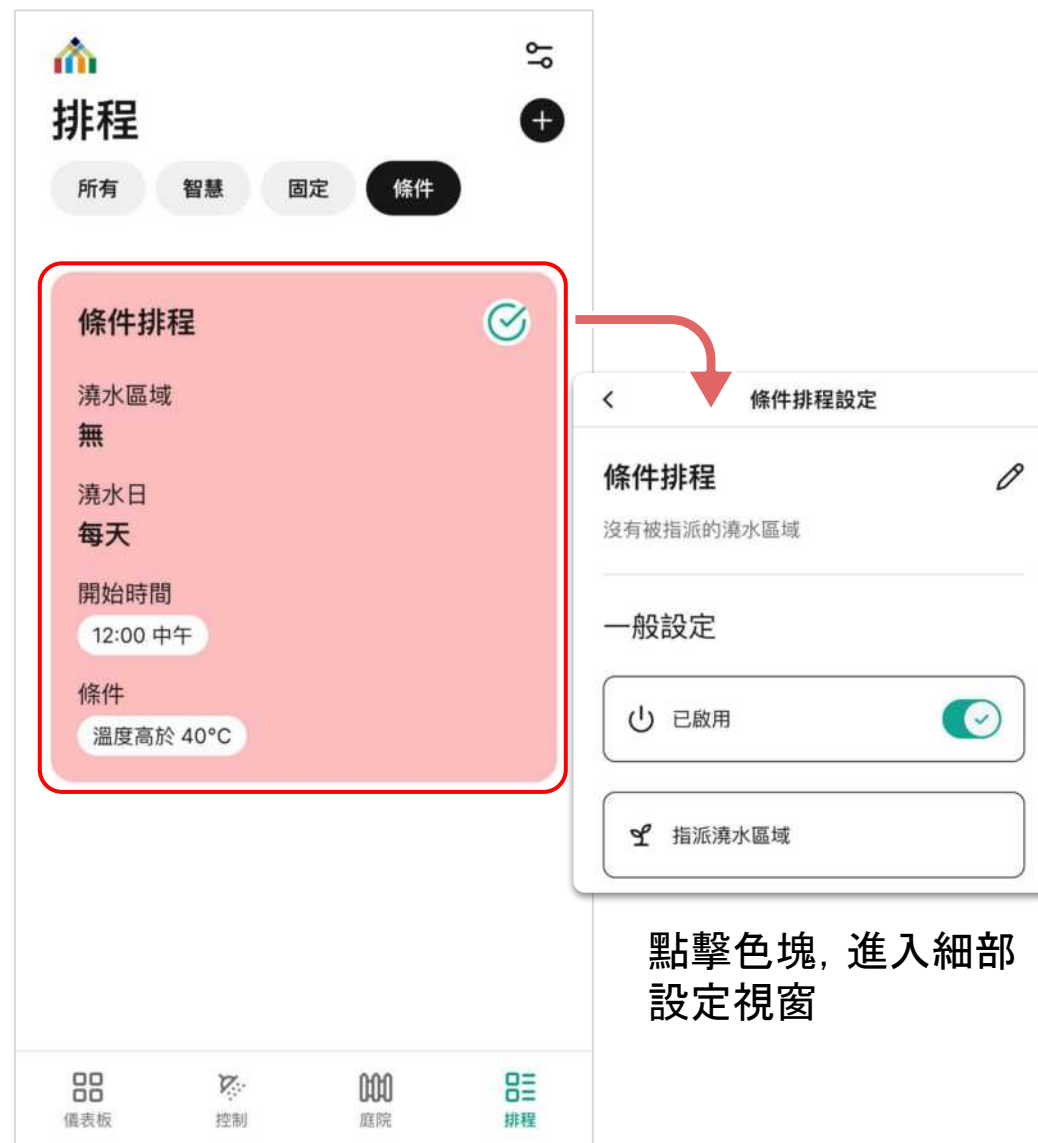 排程
所有
智慧
固定
條件
條件排程
澆水區域
無
澆水日
每天
開始時間
12:00 中午
條件
溫度高於 40°C
條件排程設定
條件排程
沒有被指派的澆水區域
一般設定
已啟用
指派澆水區域
點擊色塊, 進入細部
設定視窗
儀表板
控制
庭院
排程